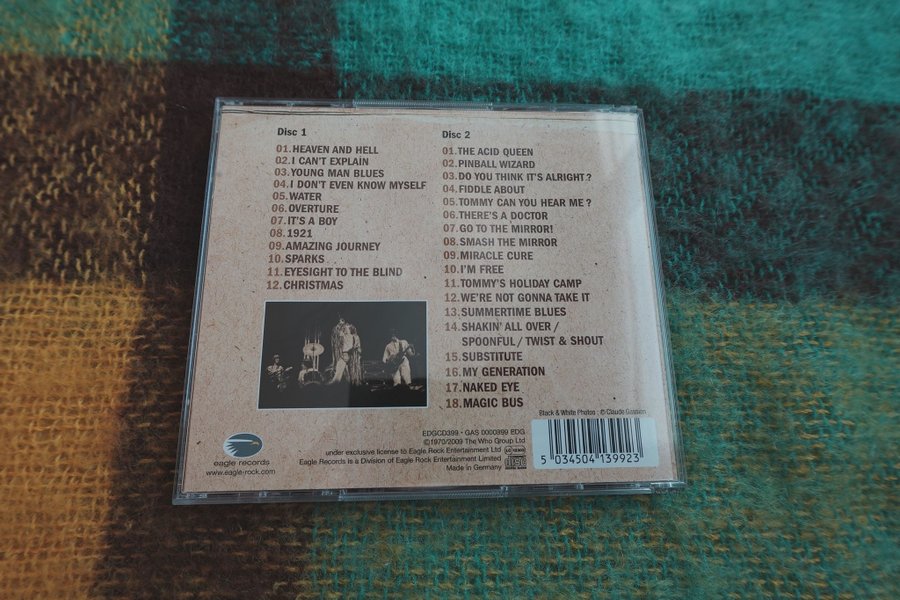 Disc 1
01. HEAVEN AND HELL
02. I CAN'T EXPLAIN
03. YOUNG MAN BLUES
04. I DON'T EVEN KNOW MYSELF
05. WATER
06. OVERTURE
07. IT'S A BOY
08. 1921
09. AMAZING JOURNEY
10. SPARKS
11. EYESIGHT TO THE BLIND
12. CHRISTMAS
Disc 2
01. THE ACID QUEEN
02. PINBALL WIZARD
03. DO YOU THINK IT'S ALRIGHT ?
04. FIDDLE ABOUT
05. TOMMY CAN YOU HEAR ME ?
06. THERE'S A DOCTOR
07. GO TO THE MIRROR!
08. SMASH THE MIRROR
09. MIRACLE CURE
10. I'M FREE
11. TOMMY'S HOLIDAY CAMP
12. WE'RE NOT GONNA TAKE IT
13. SUMMERTIME BLUES
14. SHAKIN' ALL OVER /
SPOONFUL / TWIST & SHOUT
15. SUBSTITUTE
16. MY GENERATION
17. NAKED EYE
18. MAGIC BUS
Black & White Photos : © Claude Gassian
EDGCD399 • GAS 0000399 EDG
©1970/2009 The Who Group Ltd
under exclusive license to Eagle Rock Entertainment Ltd
Eagle Records is a Division of Eagle Rock Entertainment Limited
Made in Germany
eagle records
www.eagle-rock.com
5 034504 139923